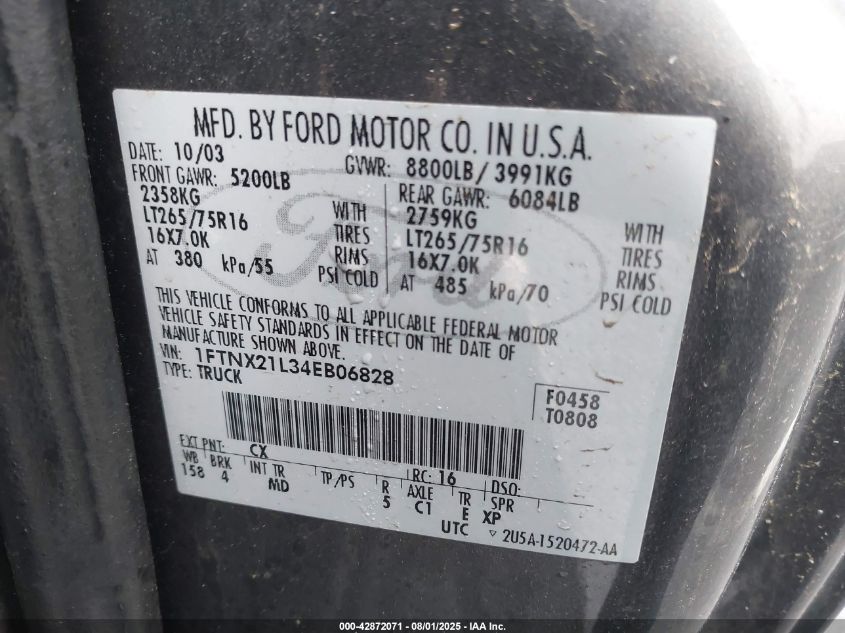 MFD. BY FORD MOTOR CO. IN U.S.A.
DATE: 10/03 GVWR: 8800LB/ 3991KG
FRONT GAWR: 5200LB REAR GAWR: 6084LB
2358KG WITH 2759KG WITH
LT265/75R16 TIRES LT265/75R16 TIRES
16X7.0K RIMS 16X7.0K RIMS
AT 380 kPa/55 PSI COLD AT 485 kPa/70 PSI COLD
Ford
THIS VEHICLE CONFORMS TO ALL APPLICABLE FEDERAL MOTOR
VEHICLE SAFETY STANDARDS IN EFFECT ON THE DATE OF
MANUFACTURE SHOWN ABOVE.
VIN: 1FTNX21L34EB06828
TYPE: TRUCK
F0458
T0808
EXT PNT: CX RC: 16 DSO:
WB BRK INT TR TP/PS R AXLE TR SPR
158 4 MD 5 C1 E XP
UTC ▽ 2U5A-1520472-AA
000-42872071 - 08/01/2025 - IAA Inc.